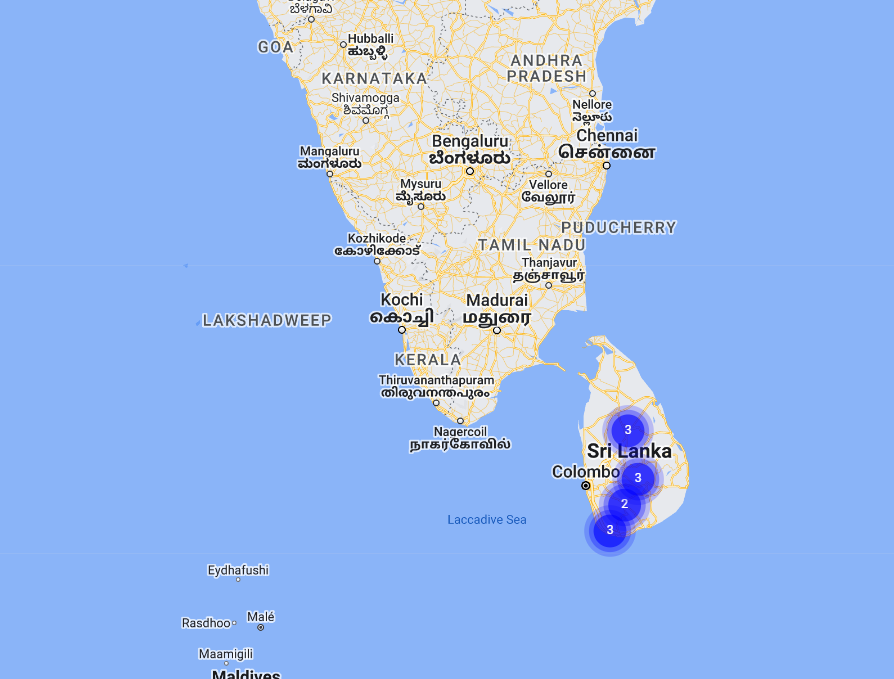 ಬೆಳಗಾವಿ
GOA
Hubballi
ಹುಬ್ಬಳ್ಳಿ
KARNATAKA
ANDHRA
PRADESH
Shivamogga
ಶಿವಮೊಗ್ಗ
Nellore
నెల్లూరు
Chennai
சென்னை
Bengaluru
ಬೆಂಗಳೂರು
Mangaluru
ಮಂಗಳೂರು
Mysuru
ಮೈಸೂರು
Vellore
வேலூர்
PUDUCHERRY
Kozhikode
കോഴിക്കോട്
TAMIL NADU
Thanjavur
தஞ்சாவூர்
Kochi
കൊച്ചി
Madurai
மதுரை
LAKSHADWEEP
KERALA
Thiruvananthapuram
തിരുവനന്തപുരം
Nagercoil
நாகர்கோவில்
3
Sri Lanka
Colombo
3
2
3
Laccadive Sea
Eydhafushi
Rasdhoo
Malé
Maamigili
Maldives